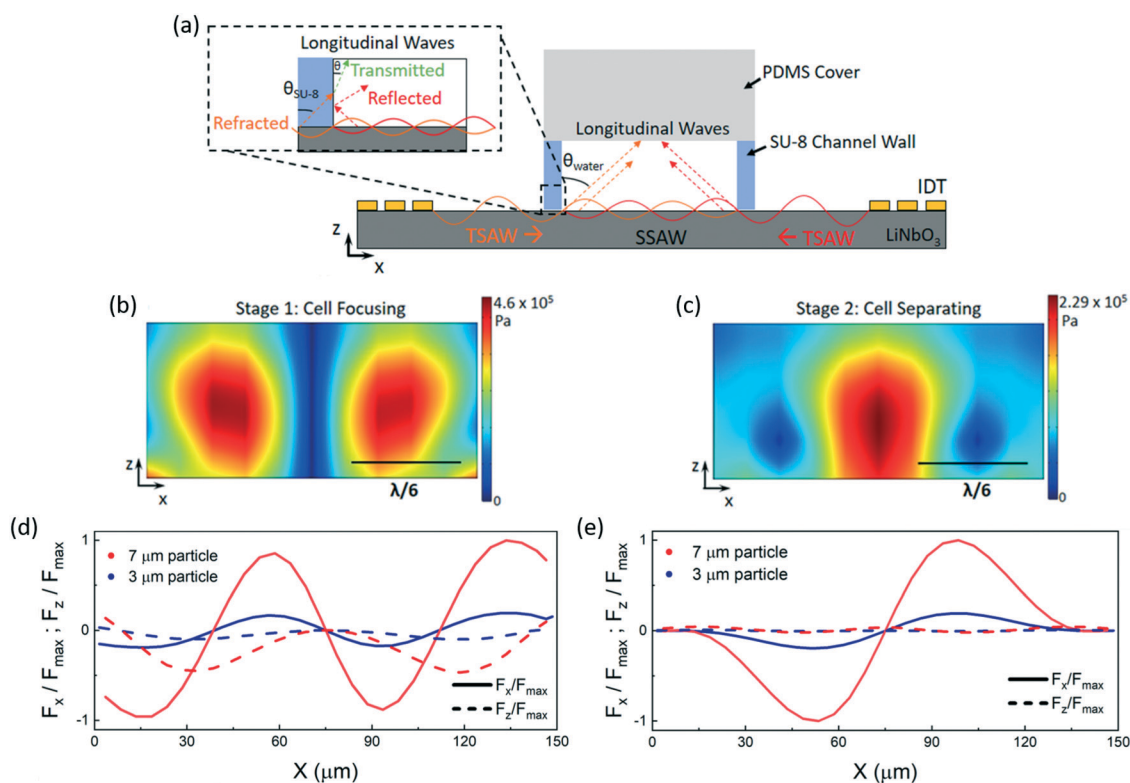 (a)
Longitudinal Waves
θ
Transmitted
θSU-8
Reflected
Refracted
PDMS Cover
Longitudinal Waves
SU-8 Channel Wall
θwater
IDT
TSAW →
SSAW
← TSAW
LiNbO3
z
x
(b)
Stage 1: Cell Focusing
4.6 x 10^5
Pa
0
λ/6
z
x
(c)
Stage 2: Cell Separating
2.29 x 10^5
Pa
0
λ/6
z
x
(d)
Fx / Fmax ; Fz / Fmax
1
0
-1
7 μm particle
3 μm particle
Fx/Fmax
Fz/Fmax
0 30 60 90 120 150
X (μm)
(e)
Fx / Fmax ; Fz / Fmax
1
0
-1
7 μm particle
3 μm particle
Fx/Fmax
Fz/Fmax
0 30 60 90 120 150
X (μm)